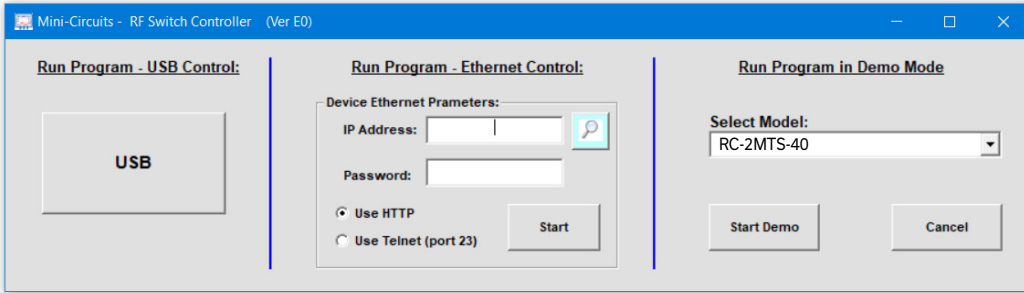 Mini-Circuits - RF Switch Controller (Ver E0)
Run Program - USB Control:
USB
Run Program - Ethernet Control:
Device Ethernet Prameters:
IP Address:
Password:
Use HTTP
Use Telnet (port 23)
Start
Run Program in Demo Mode
Select Model:
RC-2MTS-40
Start Demo
Cancel